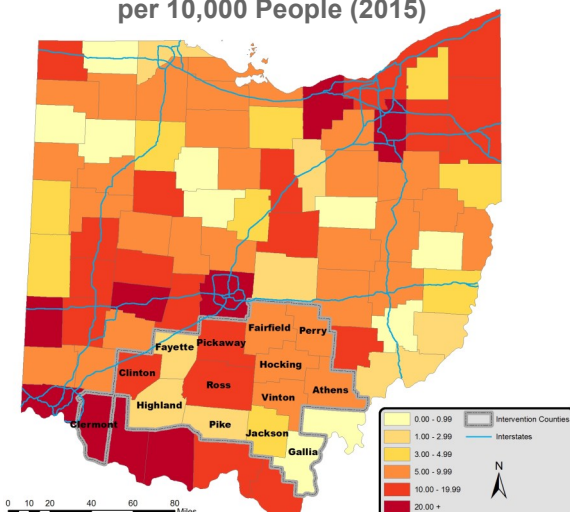 per 10,000 People (2015)
Fairfield
Perry
Fayette
Pickaway
Clinton
Hocking
Ross
Athens
Vinton
Highland
Clermont
Pike
Jackson
Gallia
0.00 - 0.99
Intervention Counties
1.00 - 2.99
Interstates
3.00 - 4.99
5.00 - 9.99
N
10.00 - 19.99
20.00 +
0 10 20 40 60 80
Miles